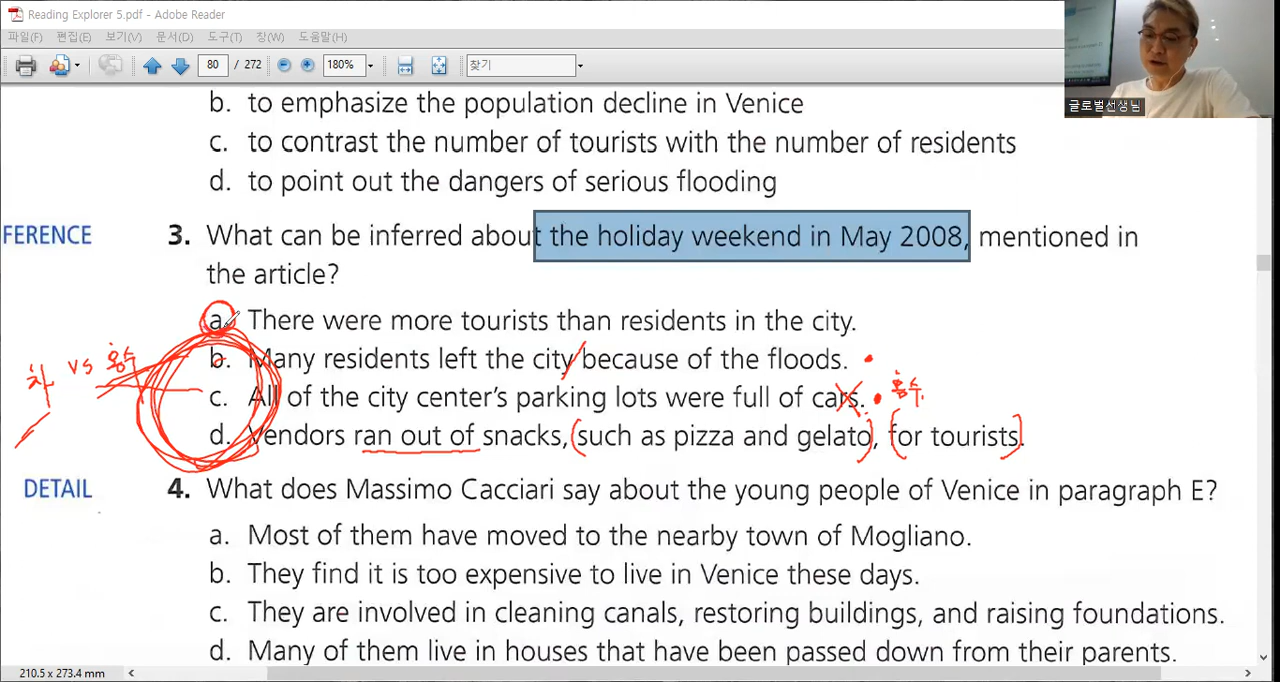 Reading Explorer 5.pdf - Adobe Reader
파일(F) 편집(E) 보기(V) 문서(D) 도구(T) 창(W) 도움말(H)
80 / 272 180% 찾기
글로벌선생님
b. to emphasize the population decline in Venice
c. to contrast the number of tourists with the number of residents
d. to point out the dangers of serious flooding
FERENCE 3. What can be inferred about the holiday weekend in May 2008, mentioned in
the article?
a. There were more tourists than residents in the city.
b. Many residents left the city because of the floods.
차 vs 홍수
c. All of the city center's parking lots were full of cars. 홍수
d. Vendors ran out of snacks, (such as pizza and gelato), (for tourists).
DETAIL 4. What does Massimo Cacciari say about the young people of Venice in paragraph E?
a. Most of them have moved to the nearby town of Mogliano.
b. They find it is too expensive to live in Venice these days.
c. They are involved in cleaning canals, restoring buildings, and raising foundations.
d. Many of them live in houses that have been passed down from their parents.
210.5 x 273.4 mm